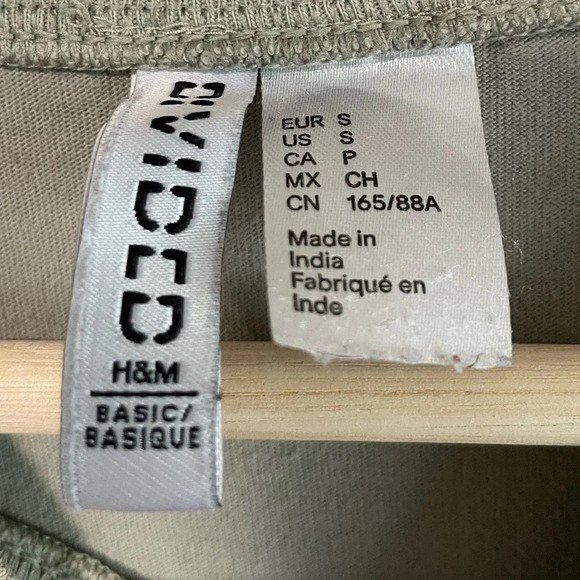 DIVIDED
H&M
BASIC/
BASIQUE
EUR S
US S
CA P
MX CH
CN 165/88A
Made in
India
Fabriqué en
Inde